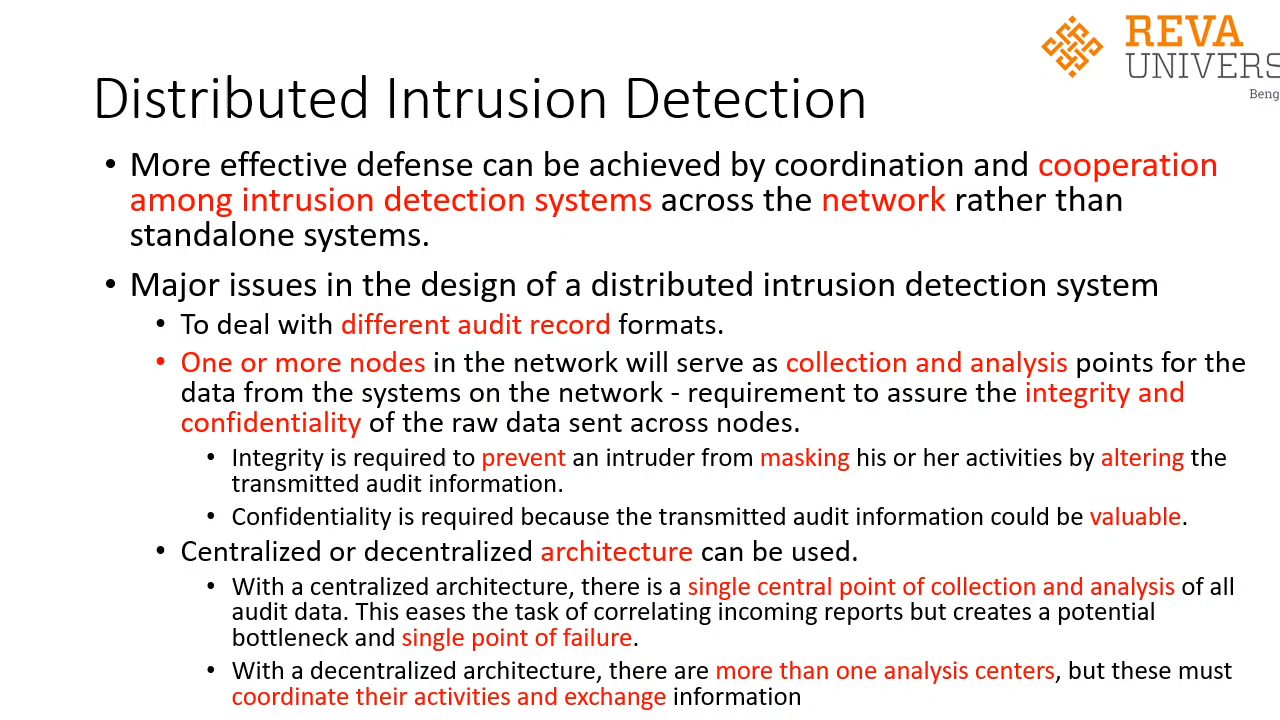 REVA
UNIVERS
Beng
Distributed Intrusion Detection
• More effective defense can be achieved by coordination and cooperation
among intrusion detection systems across the network rather than
standalone systems.
• Major issues in the design of a distributed intrusion detection system
• To deal with different audit record formats.
• One or more nodes in the network will serve as collection and analysis points for the
data from the systems on the network - requirement to assure the integrity and
confidentiality of the raw data sent across nodes.
• Integrity is required to prevent an intruder from masking his or her activities by altering the
transmitted audit information.
• Confidentiality is required because the transmitted audit information could be valuable.
• Centralized or decentralized architecture can be used.
• With a centralized architecture, there is a single central point of collection and analysis of all
audit data. This eases the task of correlating incoming reports but creates a potential
bottleneck and single point of failure.
• With a decentralized architecture, there are more than one analysis centers, but these must
coordinate their activities and exchange information